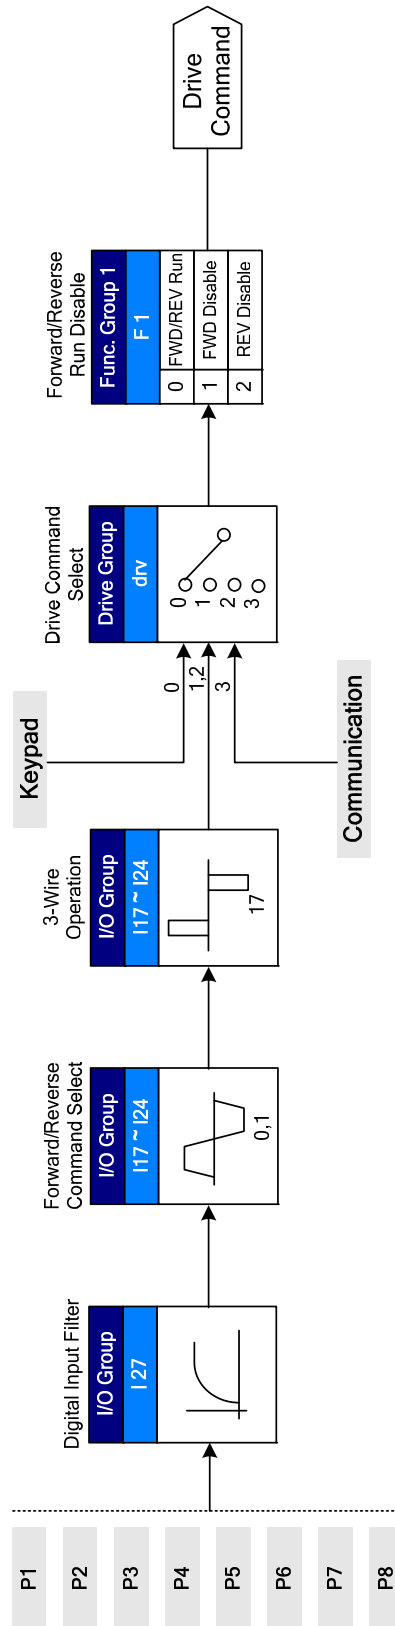 P1
P2
P3
P4
P5
P6
P7
P8
Digital Input Filter
I/O Group
I 27
Forward/Reverse
Command Select
I/O Group
I17 ~ I24
0,1
3-Wire
Operation
I/O Group
I17 ~ I24
17
Keypad
Communication
0
1,2
3
Drive Command
Select
Drive Group
drv
0
1
2
3
Forward/Reverse
Run Disable
Func. Group 1
F 1
0 FWD/REV Run
1 FWD Disable
2 REV Disable
Drive
Command